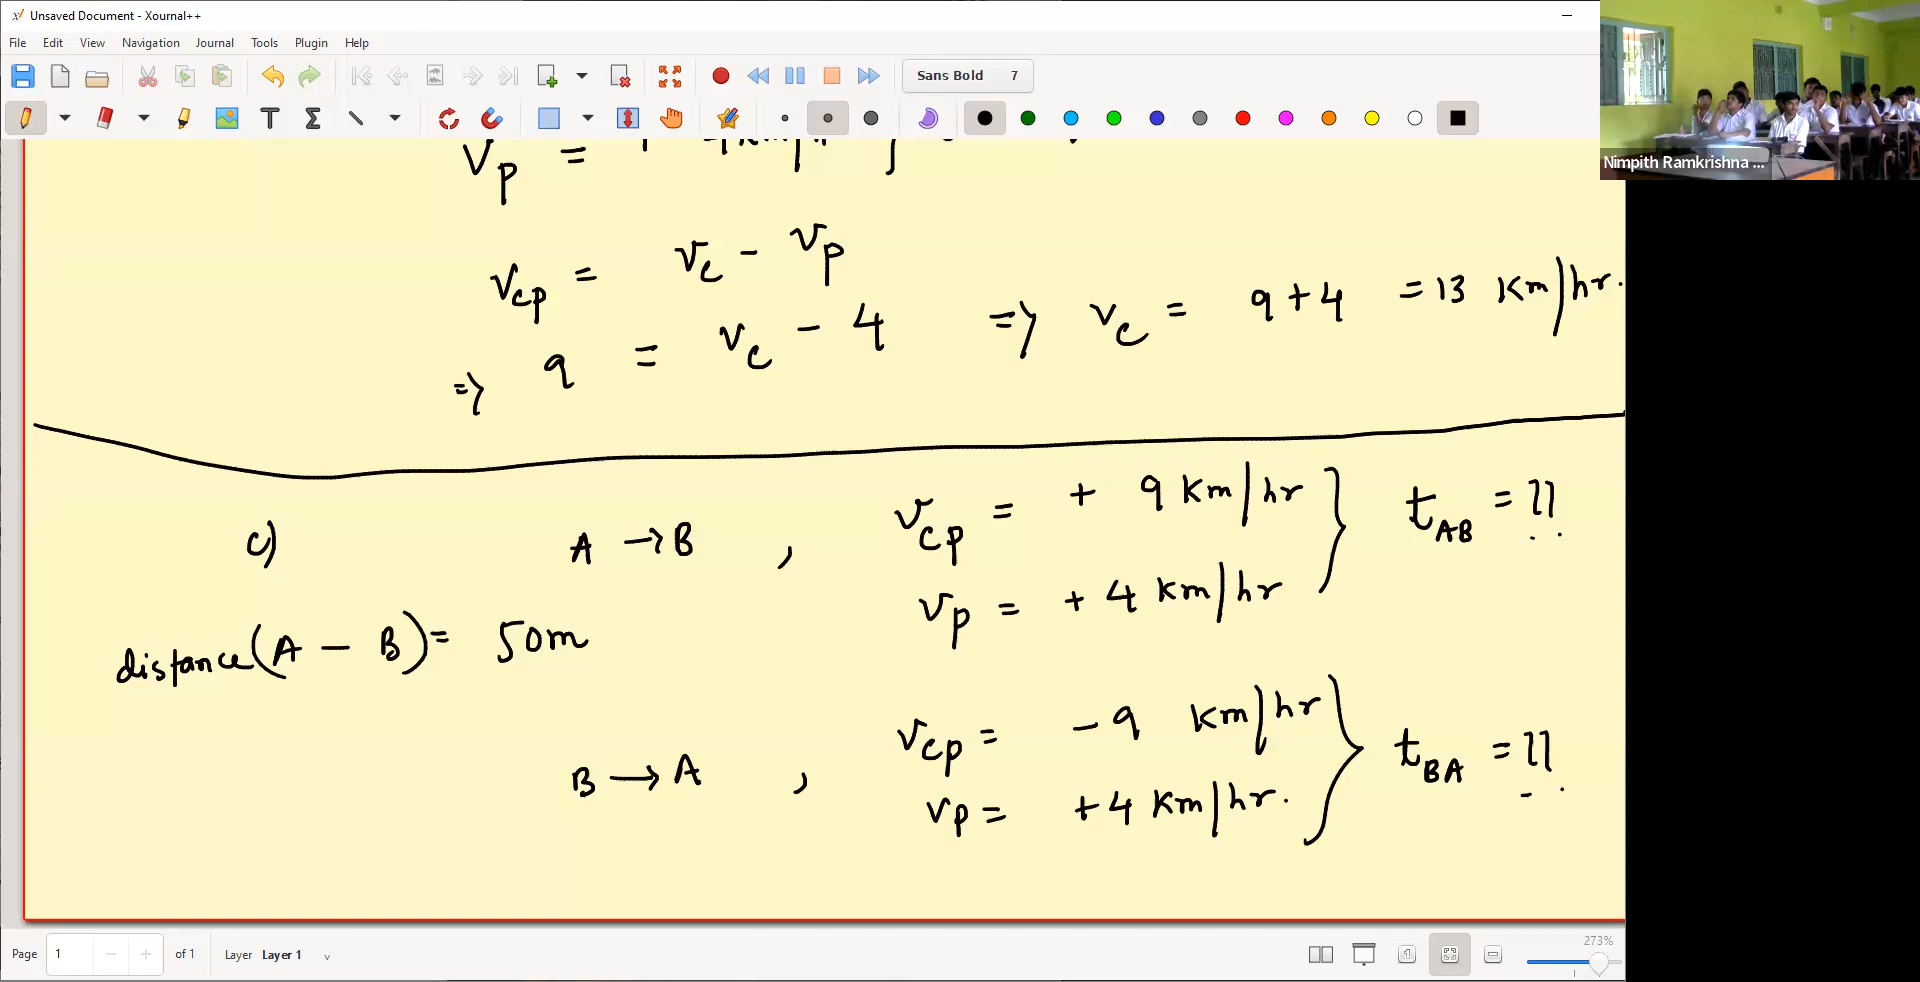 Unsaved Document - Xournal++
File Edit View Navigation Journal Tools Plugin Help
Sans Bold 7
Nimpith Ramkrishna ...
Vp =
Vcp = Vc - Vp
=> 9 = Vc - 4 => Vc = 9+4 = 13 Km/hr.
c) A → B , Vcp = + 9 Km/hr } tAB = ??
Vp = + 4 Km/hr
distance (A - B) = 50m
B → A , Vcp = - 9 Km/hr } tBA = ??
Vp = +4 Km/hr.
Page 1 of 1 Layer Layer 1
273%